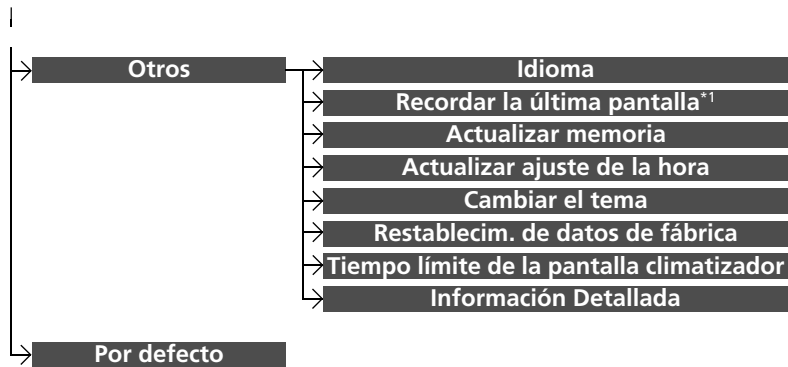 Otros
Idioma
Recordar la última pantalla*1
Actualizar memoria
Actualizar ajuste de la hora
Cambiar el tema
Restablecim. de datos de fábrica
Tiempo límite de la pantalla climatizador
Información Detallada
Por defecto